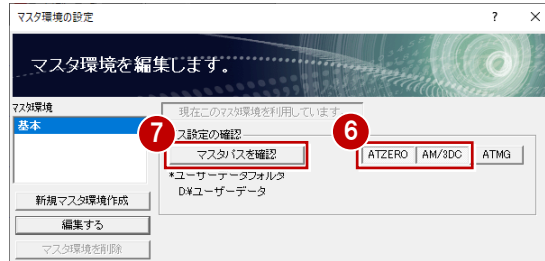 マスタ環境の設定
? ×
マスタ環境を編集します。
マスタ環境
基本
新規マスタ環境作成
編集する
マスタ環境を削除
現在このマスタ環境を利用しています
7
ス設定の確認
6
マスタパスを確認
ATZERO AM/3DC ATMG
*ユーザーデータフォルダ
D:¥ユーザーデータ